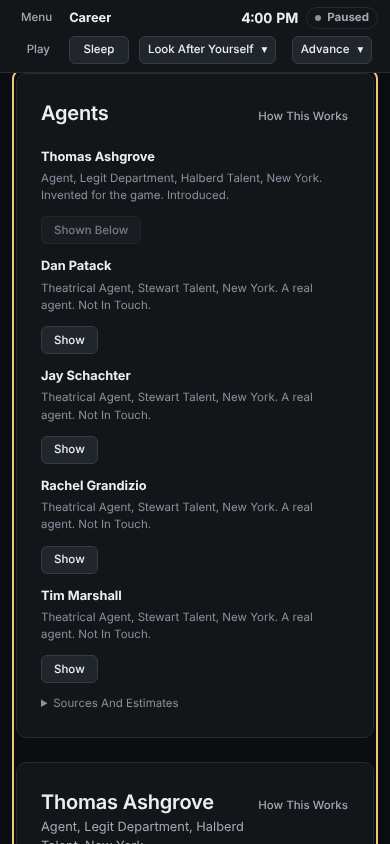 Menu Career 4:00 PM Paused
Play Sleep Look After Yourself ▾ Advance ▾
Agents How This Works
Thomas Ashgrove
Agent, Legit Department, Halberd Talent, New York.
Invented for the game. Introduced.
Shown Below
Dan Patack
Theatrical Agent, Stewart Talent, New York. A real
agent. Not In Touch.
Show
Jay Schachter
Theatrical Agent, Stewart Talent, New York. A real
agent. Not In Touch.
Show
Rachel Grandizio
Theatrical Agent, Stewart Talent, New York. A real
agent. Not In Touch.
Show
Tim Marshall
Theatrical Agent, Stewart Talent, New York. A real
agent. Not In Touch.
Show
Sources And Estimates
Thomas Ashgrove How This Works
Agent, Legit Department, Halberd
Talent, New York.